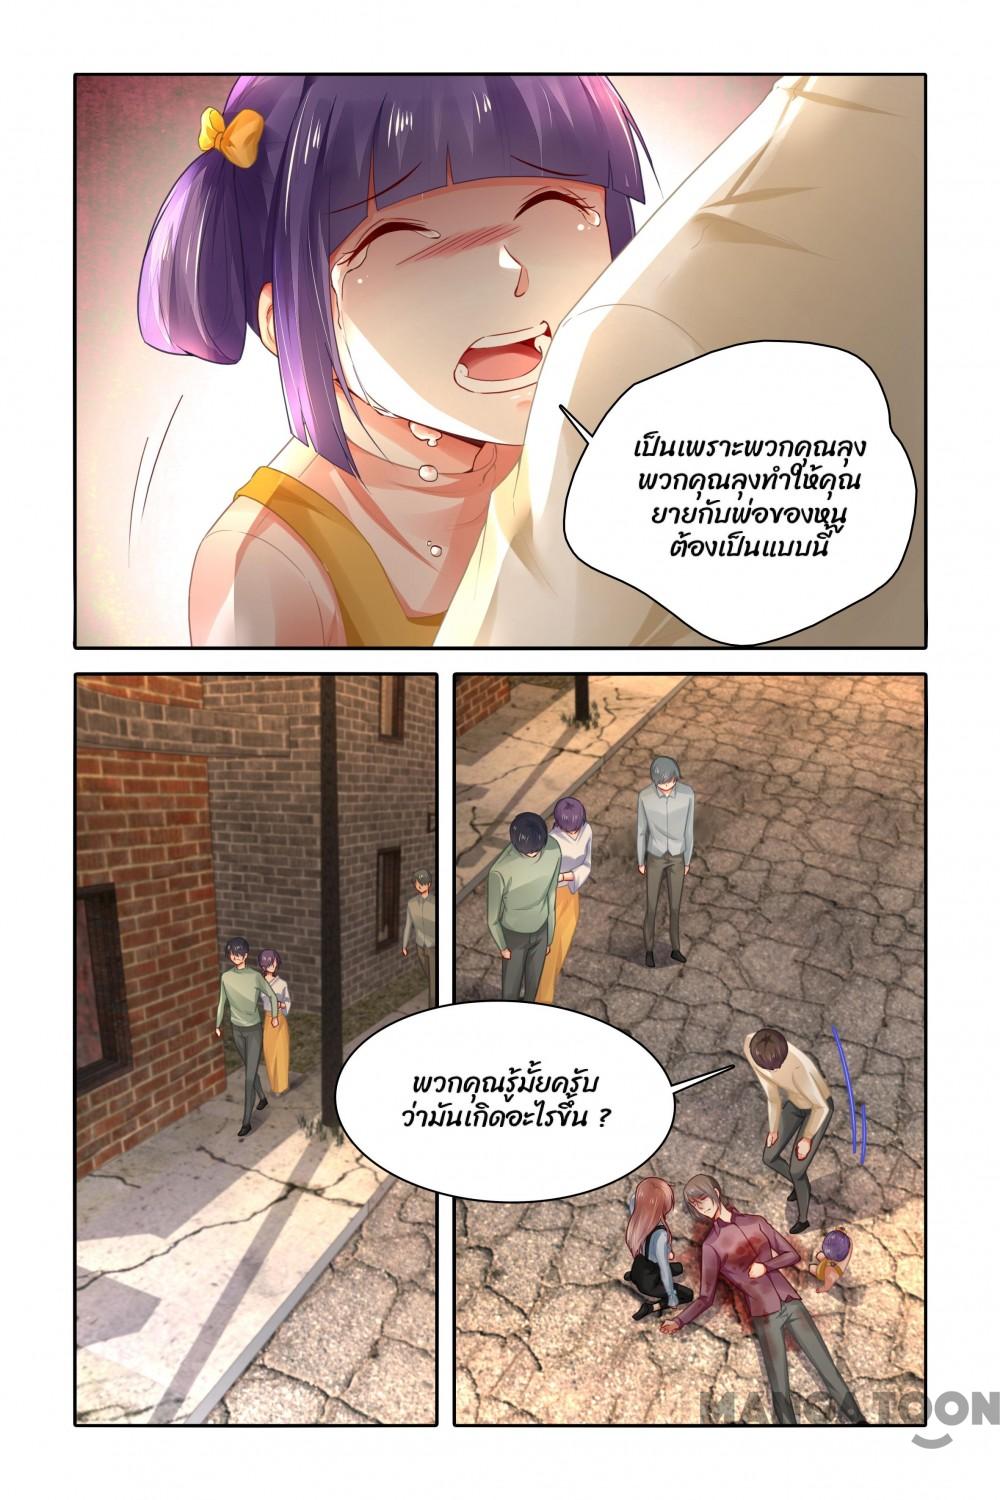 เป็นเพราะพวกคุณลุง
พวกคุณลุงทำให้คุณ
ยายกับพ่อของหนู
ต้องเป็นแบบนี้
พวกคุณรู้มั้ยครับ
ว่ามันเกิดอะไรขึ้น ?
MANGATOON